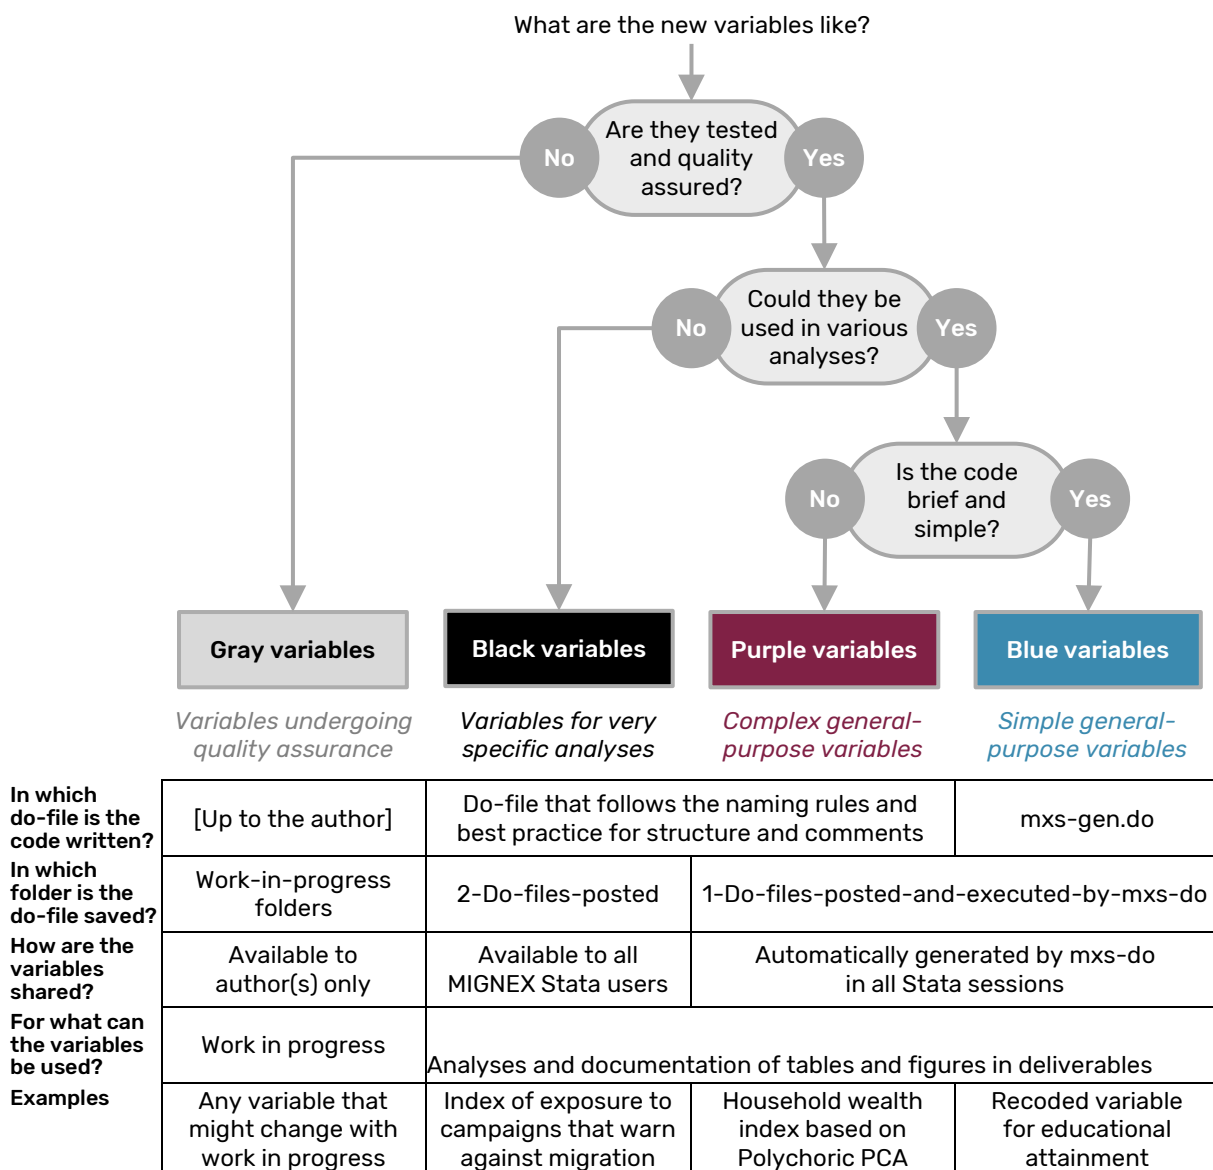 What are the new variables like?
Are they tested
and quality
assured?
No
Yes
Could they be
used in various
analyses?
No
Yes
Is the code
brief and
simple?
No
Yes
Gray variables
Black variables
Purple variables
Blue variables
Variables undergoing
quality assurance
Variables for very
specific analyses
Complex general-
purpose variables
Simple general-
purpose variables
In which
do-file is the
code written?
[Up to the author]
Do-file that follows the naming rules and
best practice for structure and comments
mxs-gen.do
In which
folder is the
do-file saved?
Work-in-progress
folders
2-Do-files-posted
1-Do-files-posted-and-executed-by-mxs-do
How are the
variables
shared?
Available to
author(s) only
Available to all
MIGNEX Stata users
Automatically generated by mxs-do
in all Stata sessions
For what can
the variables
be used?
Work in progress
Analyses and documentation of tables and figures in deliverables
Examples
Any variable that
might change with
work in progress
Index of exposure to
campaigns that warn
against migration
Household wealth
index based on
Polychoric PCA
Recoded variable
for educational
attainment